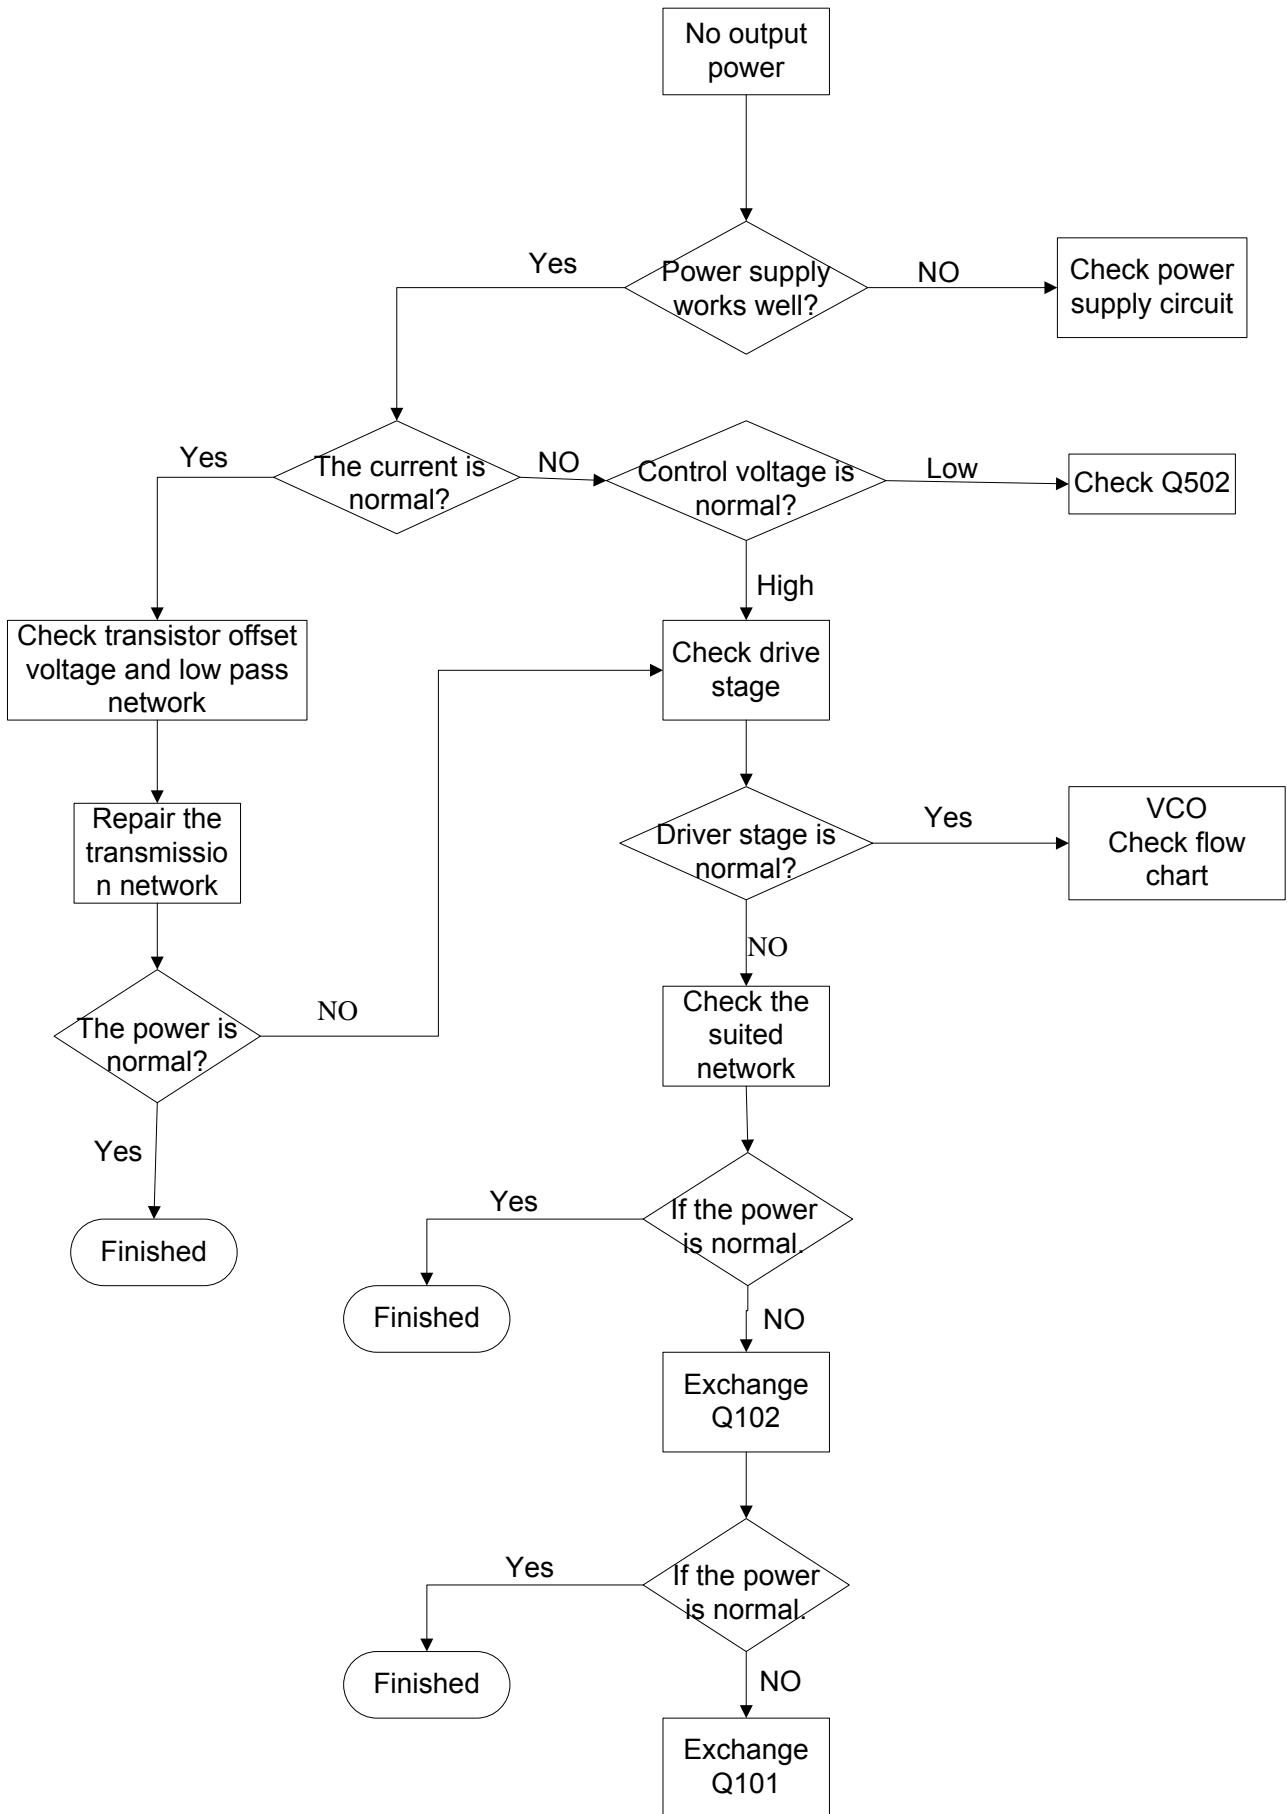 No output
power
Yes
Power supply
works well?
NO
Check power
supply circuit
Yes
The current is
normal?
NO
Control voltage is
normal?
Low
Check Q502
High
Check transistor offset
voltage and low pass
network
Check drive
stage
Repair the
transmissio
n network
Driver stage is
normal?
Yes
VCO
Check flow
chart
NO
The power is
normal?
NO
Check the
suited
network
Yes
Finished
Yes
If the power
is normal.
Finished
NO
Exchange
Q102
Yes
If the power
is normal.
Finished
NO
Exchange
Q101